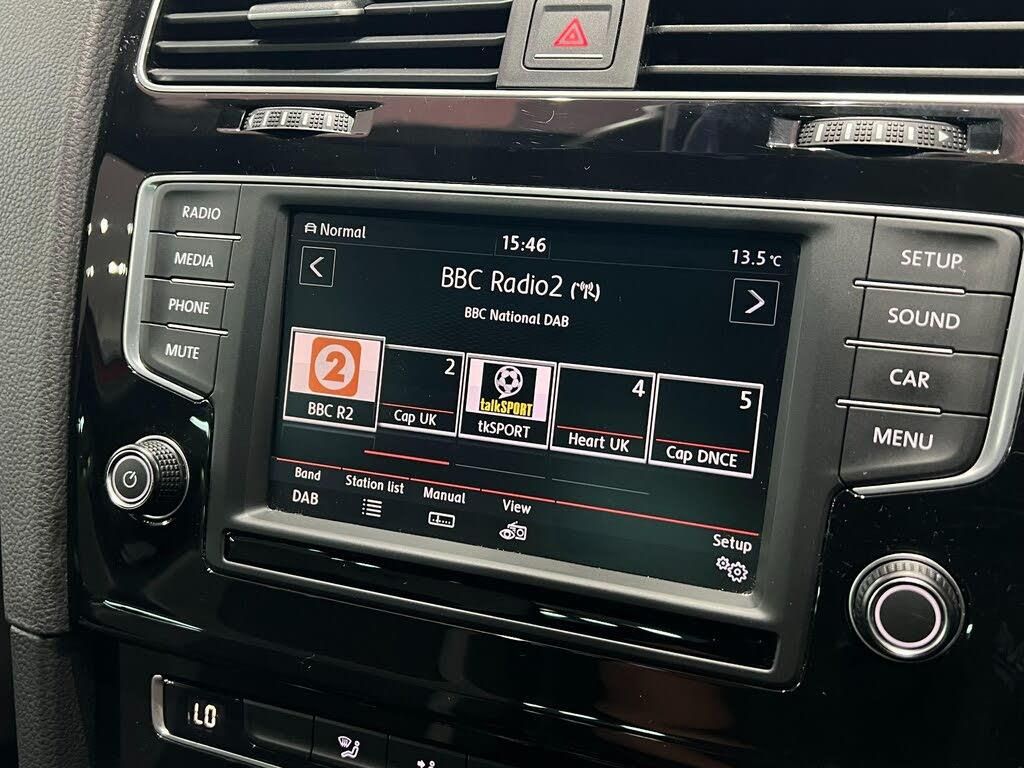 RADIO
MEDIA
PHONE
MUTE
Normal
15:46
13.5°C
BBC Radio2
BBC National DAB
2
BBC R2
2
Cap UK
talkSPORT
tkSPORT
4
Heart UK
5
Cap DNCE
Band
DAB
Station list
Manual
View
Setup
SETUP
SOUND
CAR
MENU
LO